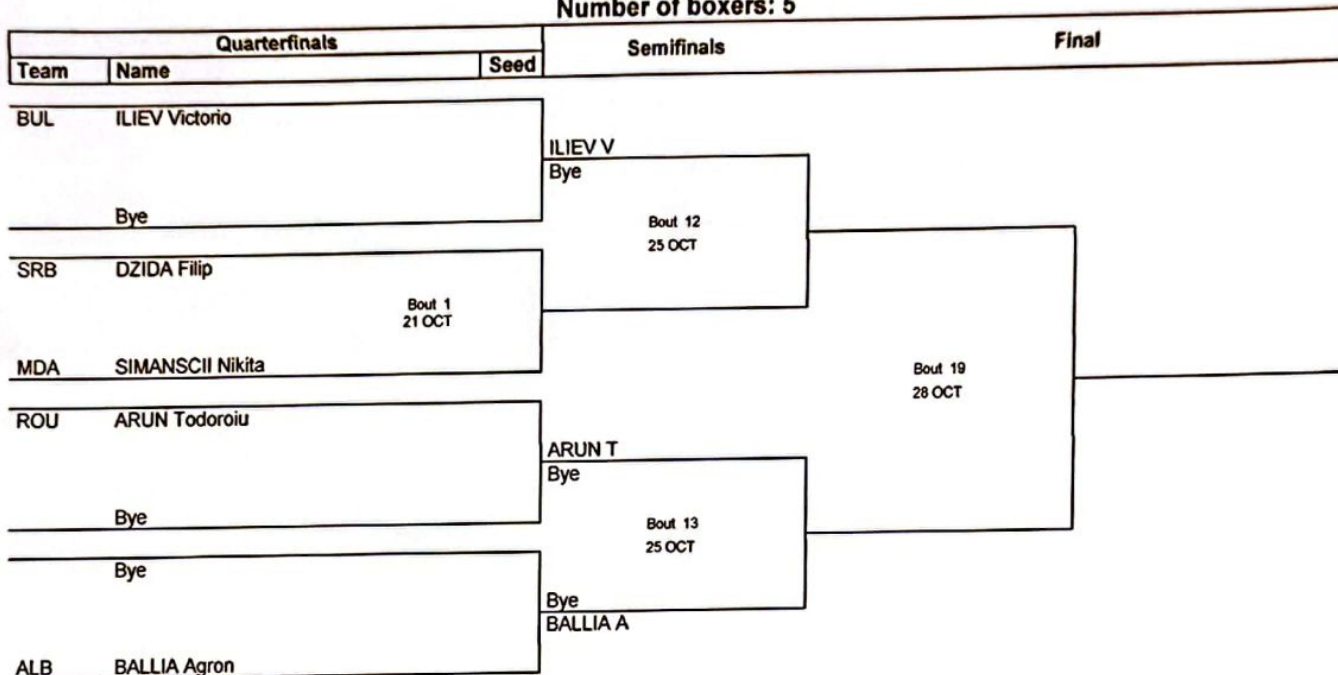 Number of boxers: 5
Quarterfinals Semifinals Final
Team Name Seed
BUL ILIEV Victorio
ILIEV V
Bye
Bye
Bout 12
25 OCT
SRB DZIDA Filip
Bout 1
21 OCT
MDA SIMANSCII Nikita
Bout 19
28 OCT
ROU ARUN Todoroiu
ARUN T
Bye
Bye
Bout 13
25 OCT
Bye
Bye
BALLIA A
ALB BALLIA Agron